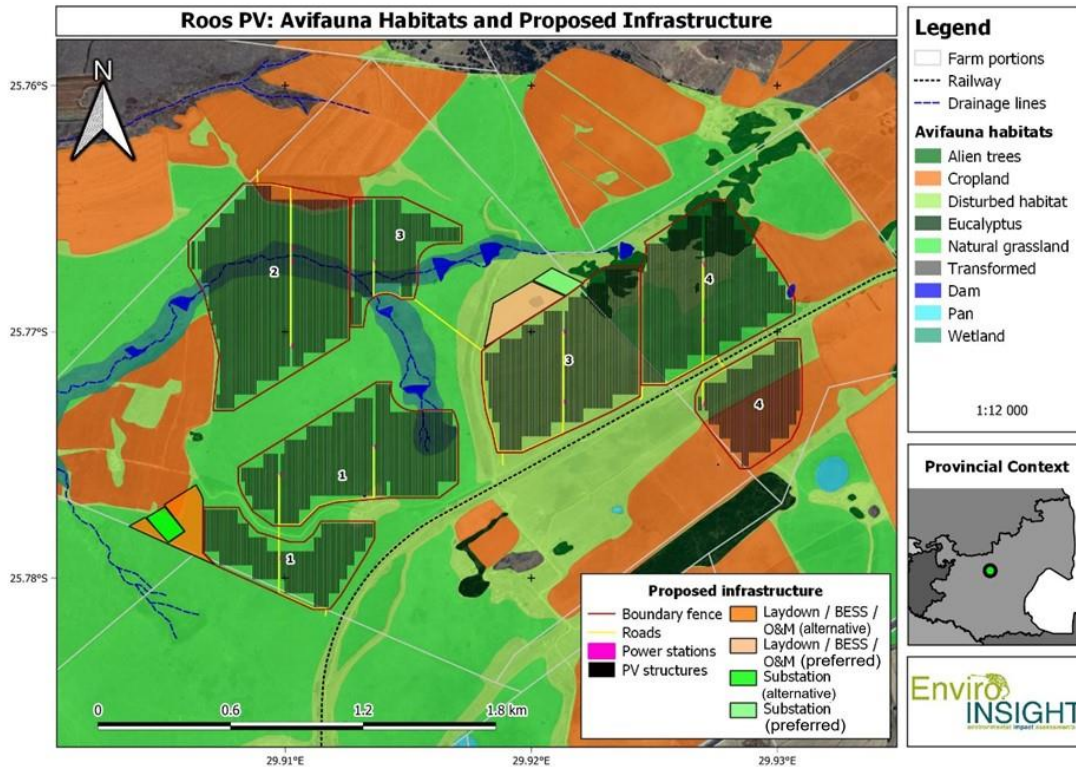 Roos PV: Avifauna Habitats and Proposed Infrastructure
N
25.76°S
25.77°S
25.78°S
29.91°E
29.92°E
29.93°E
2
3
4
3
4
1
1
0
0.6
1.2
1.8 km
Proposed infrastructure
Boundary fence
Roads
Power stations
PV structures
Laydown / BESS /
O&M (alternative)
Laydown / BESS /
O&M (preferred)
Substation
(alternative)
Substation
(preferred)
Legend
Farm portions
Railway
Drainage lines
Avifauna habitats
Alien trees
Cropland
Disturbed habitat
Eucalyptus
Natural grassland
Transformed
Dam
Pan
Wetland
1:12 000
Provincial Context
Enviro
INSIGHT
environmental impact assessments